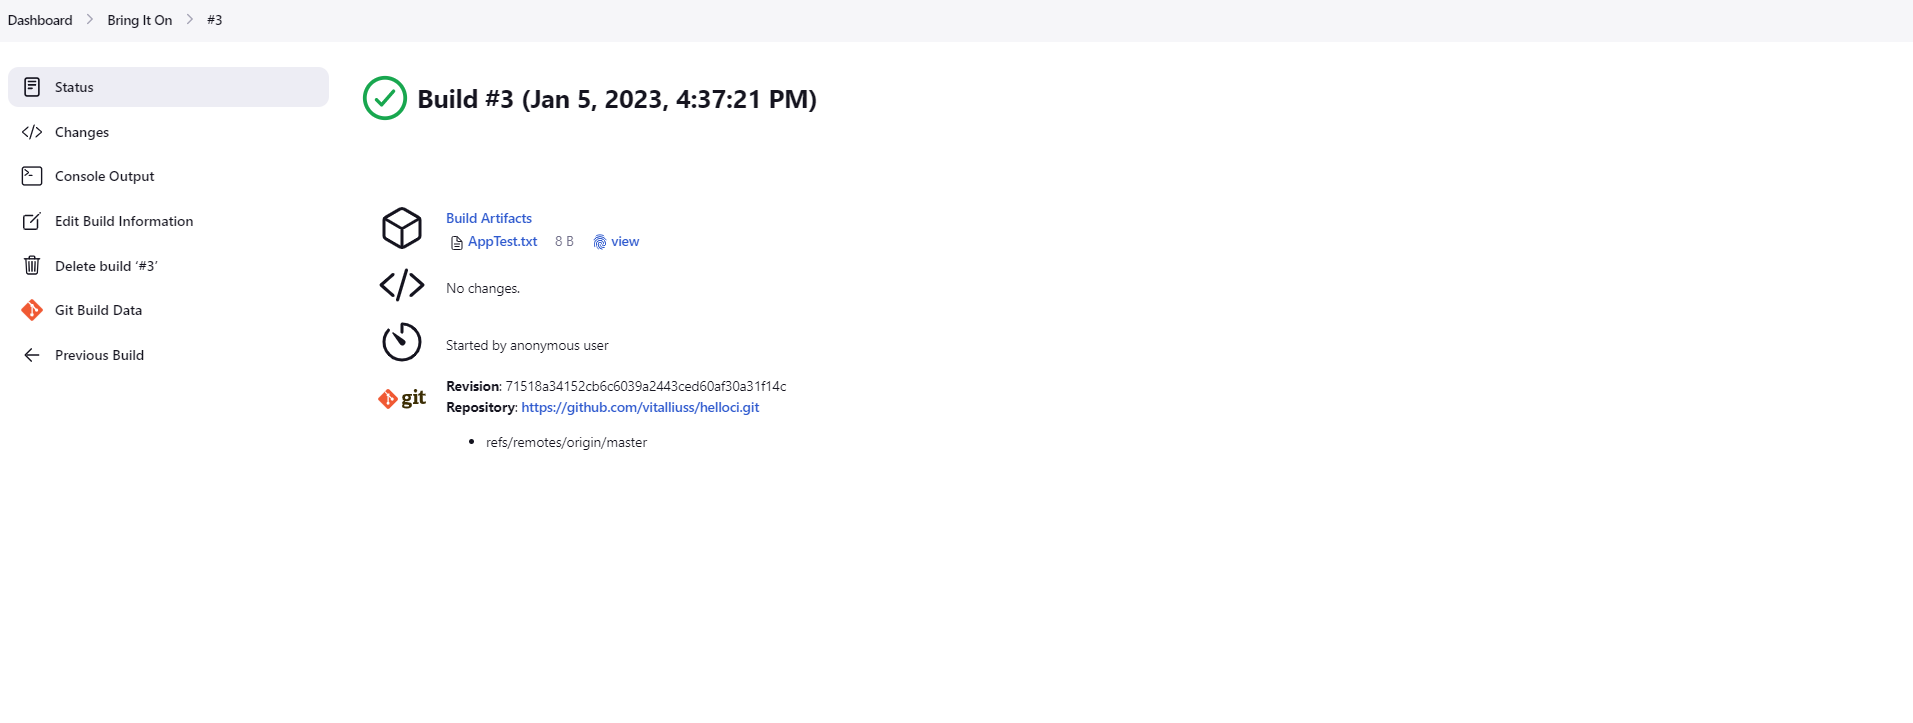 Dashboard Bring It On #3
Status
Changes
Console Output
Edit Build Information
Delete build ‘#3’
Git Build Data
Previous Build
Build #3 (Jan 5, 2023, 4:37:21 PM)
Build Artifacts
AppTest.txt 8 B view
No changes.
Started by anonymous user
git
Revision: 71518a34152cb6c6039a2443ced60af30a31f14c
Repository: https://github.com/vitalliuss/helloci.git
• refs/remotes/origin/master